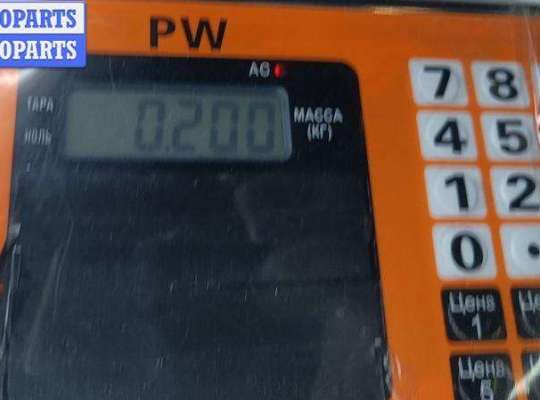 OPARTS
OPARTS
PW
AC
ТАРА
НОЛЬ
0.200
МАССА
(КГ)
7 8
4 5
1 2
0 .
Цена
1
Цена
5